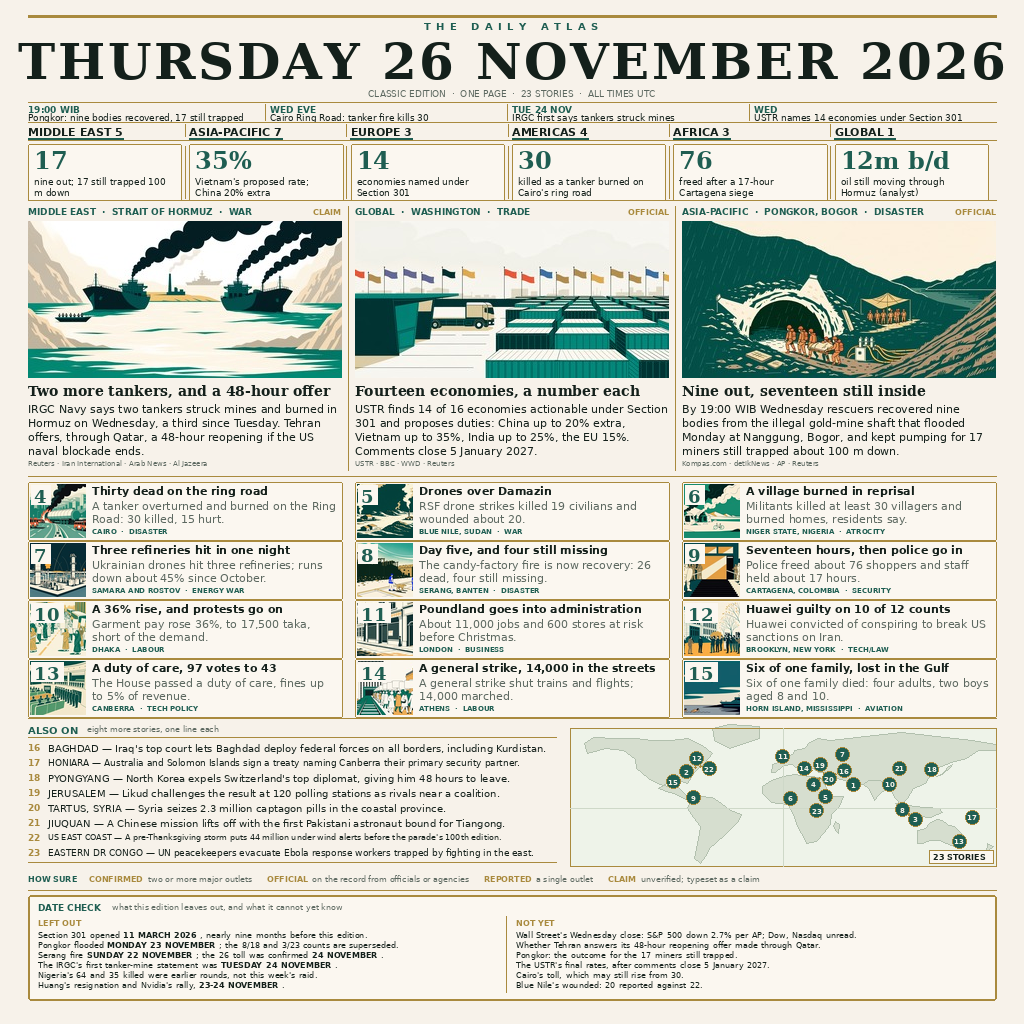 THE DAILY ATLAS
THURSDAY 26 NOVEMBER 2026
CLASSIC EDITION · ONE PAGE · 23 STORIES · ALL TIMES UTC
19:00 WIB
Pongkor: nine bodies recovered, 17 still trapped
WED EVE
Cairo Ring Road: tanker fire kills 30
TUE 24 NOV
IRGC first says tankers struck mines
WED
USTR names 14 economies under Section 301
MIDDLE EAST 5
ASIA-PACIFIC 7
EUROPE 3
AMERICAS 4
AFRICA 3
GLOBAL 1
17
nine out; 17 still trapped 100
m down
35%
Vietnam's proposed rate;
China 20% extra
14
economies named under
Section 301
30
killed as a tanker burned on
Cairo's ring road
76
freed after a 17-hour
Cartagena siege
12m b/d
oil still moving through
Hormuz (analyst)
MIDDLE EAST · STRAIT OF HORMUZ · WAR
CLAIM
Two more tankers, and a 48-hour offer
IRGC Navy says two tankers struck mines and burned in
Hormuz on Wednesday, a third since Tuesday. Tehran
offers, through Qatar, a 48-hour reopening if the US
naval blockade ends.
Reuters · Iran International · Arab News · Al Jazeera
GLOBAL · WASHINGTON · TRADE
OFFICIAL
Fourteen economies, a number each
USTR finds 14 of 16 economies actionable under Section
301 and proposes duties: China up to 20% extra,
Vietnam up to 35%, India up to 25%, the EU 15%.
Comments close 5 January 2027.
USTR · BBC · WWD · Reuters
ASIA-PACIFIC · PONGKOR, BOGOR · DISASTER
OFFICIAL
Nine out, seventeen still inside
By 19:00 WIB Wednesday rescuers recovered nine
bodies from the illegal gold-mine shaft that flooded
Monday at Nanggung, Bogor, and kept pumping for 17
miners still trapped about 100 m down.
Kompas.com · detikNews · AP · Reuters
4
Thirty dead on the ring road
A tanker overturned and burned on the Ring
Road: 30 killed, 15 hurt.
CAIRO · DISASTER
5
Drones over Damazin
RSF drone strikes killed 19 civilians and
wounded about 20.
BLUE NILE, SUDAN · WAR
6
A village burned in reprisal
Militants killed at least 30 villagers and
burned homes, residents say.
NIGER STATE, NIGERIA · ATROCITY
7
Three refineries hit in one night
Ukrainian drones hit three refineries; runs
down about 45% since October.
SAMARA AND ROSTOV · ENERGY WAR
8
Day five, and four still missing
The candy-factory fire is now recovery: 26
dead, four still missing.
SERANG, BANTEN · DISASTER
9
Seventeen hours, then police go in
Police freed about 76 shoppers and staff
held about 17 hours.
CARTAGENA, COLOMBIA · SECURITY
10
A 36% rise, and protests go on
Garment pay rose 36%, to 17,500 taka,
short of the demand.
DHAKA · LABOUR
11
Poundland goes into administration
About 11,000 jobs and 600 stores at risk
before Christmas.
LONDON · BUSINESS
12
Huawei guilty on 10 of 12 counts
Huawei convicted of conspiring to break US
sanctions on Iran.
BROOKLYN, NEW YORK · TECH/LAW
13
A duty of care, 97 votes to 43
The House passed a duty of care, fines up
to 5% of revenue.
CANBERRA · TECH POLICY
14
A general strike, 14,000 in the streets
A general strike shut trains and flights;
14,000 marched.
ATHENS · LABOUR
15
Six of one family, lost in the Gulf
Six of one family died: four adults, two boys
aged 8 and 10.
HORN ISLAND, MISSISSIPPI · AVIATION
ALSO ON eight more stories, one line each
16 BAGHDAD — Iraq's top court lets Baghdad deploy federal forces on all borders, including Kurdistan.
17 HONIARA — Australia and Solomon Islands sign a treaty naming Canberra their primary security partner.
18 PYONGYANG — North Korea expels Switzerland's top diplomat, giving him 48 hours to leave.
19 JERUSALEM — Likud challenges the result at 120 polling stations as rivals near a coalition.
20 TARTUS, SYRIA — Syria seizes 2.3 million captagon pills in the coastal province.
21 JIUQUAN — A Chinese mission lifts off with the first Pakistani astronaut bound for Tiangong.
22 US EAST COAST — A pre-Thanksgiving storm puts 44 million under wind alerts before the parade's 100th edition.
23 EASTERN DR CONGO — UN peacekeepers evacuate Ebola response workers trapped by fighting in the east.
12
2
22
15
9
11
7
14
19
16
20
4
1
6
5
23
21
18
10
8
3
17
13
23 STORIES
HOW SURE CONFIRMED two or more major outlets OFFICIAL on the record from officials or agencies REPORTED a single outlet CLAIM unverified; typeset as a claim
DATE CHECK what this edition leaves out, and what it cannot yet know
LEFT OUT
Section 301 opened 11 MARCH 2026 , nearly nine months before this edition.
Pongkor flooded MONDAY 23 NOVEMBER ; the 8/18 and 3/23 counts are superseded.
Serang fire SUNDAY 22 NOVEMBER ; the 26 toll was confirmed 24 NOVEMBER .
The IRGC's first tanker-mine statement was TUESDAY 24 NOVEMBER .
Nigeria's 64 and 35 killed were earlier rounds, not this week's raid.
Huang's resignation and Nvidia's rally, 23-24 NOVEMBER .
NOT YET
Wall Street's Wednesday close: S&P 500 down 2.7% per AP; Dow, Nasdaq unread.
Whether Tehran answers its 48-hour reopening offer made through Qatar.
Pongkor: the outcome for the 17 miners still trapped.
The USTR's final rates, after comments close 5 January 2027.
Cairo's toll, which may still rise from 30.
Blue Nile's wounded: 20 reported against 22.